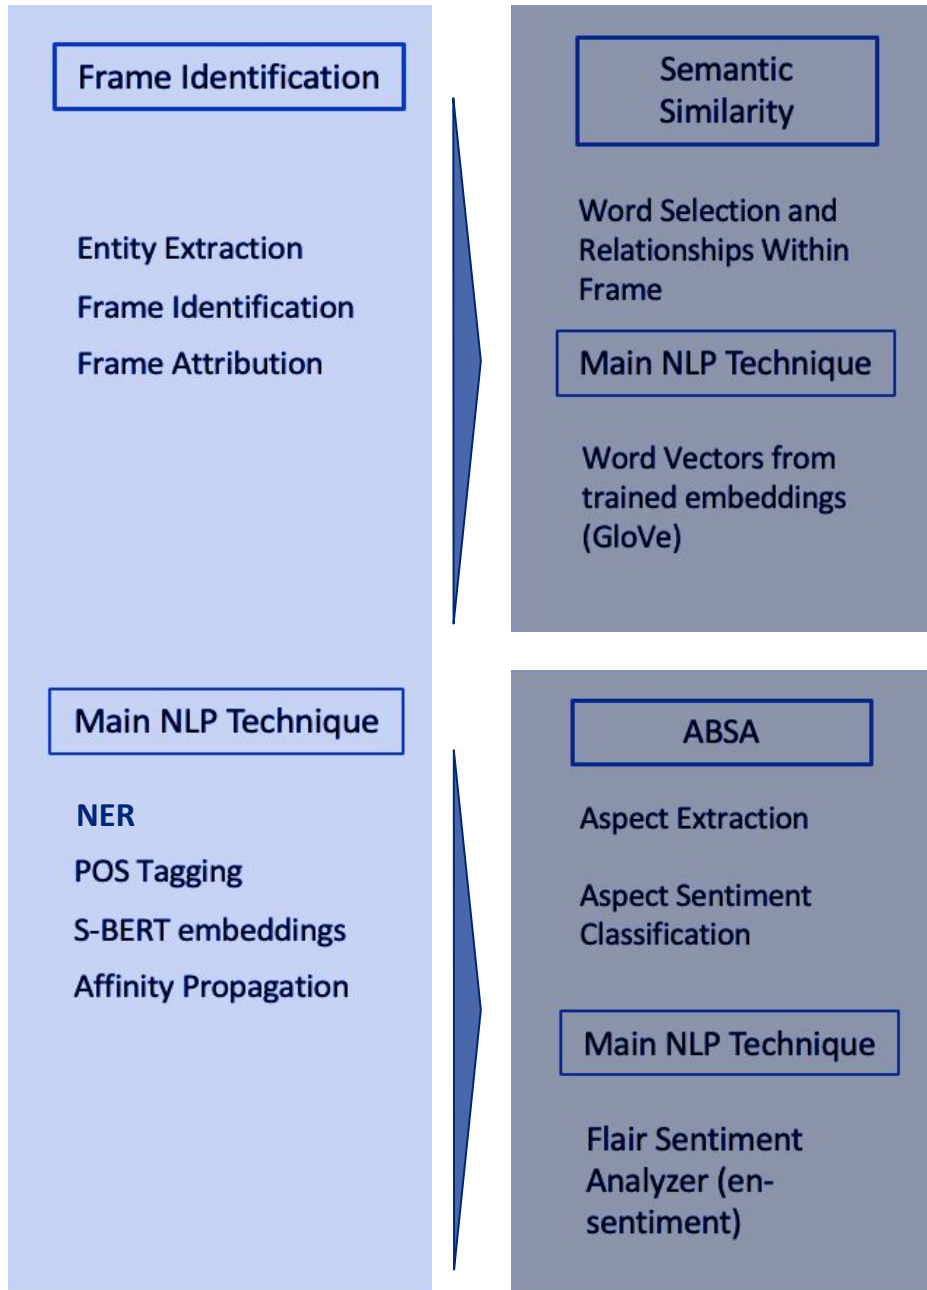 Frame Identification
Entity Extraction
Frame Identification
Frame Attribution
Main NLP Technique
NER
POS Tagging
S-BERT embeddings
Affinity Propagation
Semantic
Similarity
Word Selection and
Relationships Within
Frame
Main NLP Technique
Word Vectors from
trained embeddings
(GloVe)
ABSA
Aspect Extraction
Aspect Sentiment
Classification
Main NLP Technique
Flair Sentiment
Analyzer (en-
sentiment)